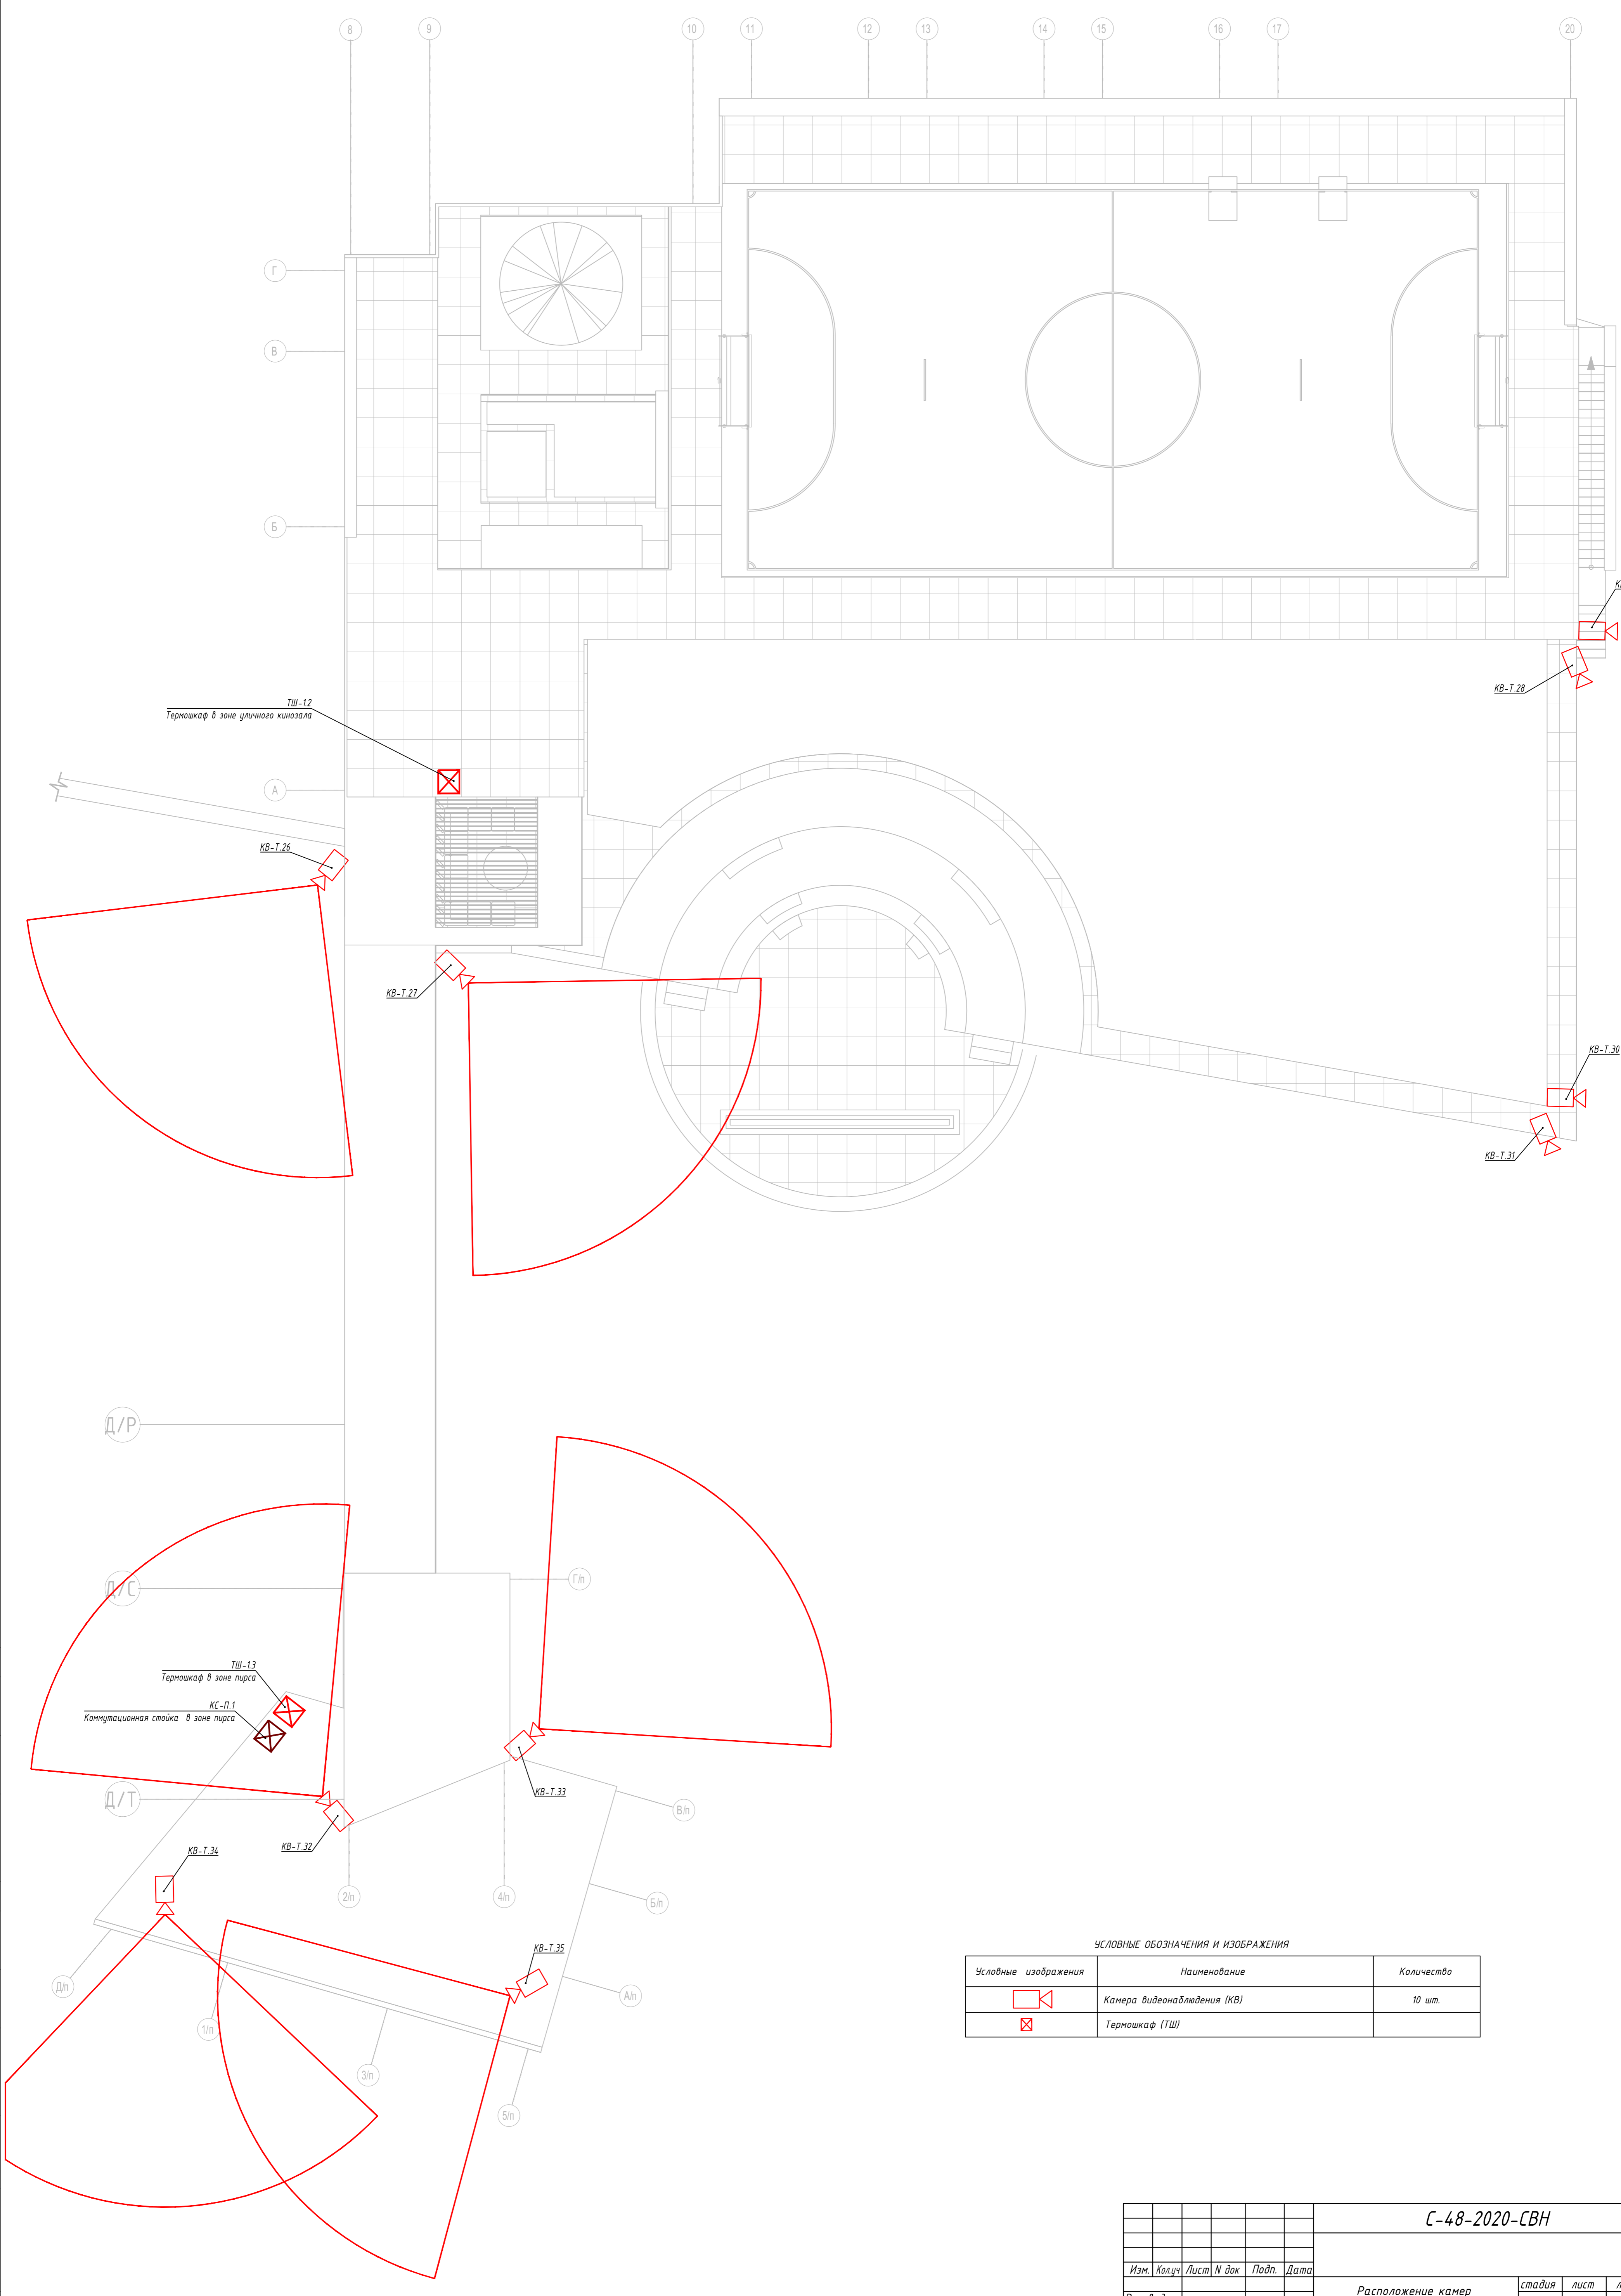 8
9
10
11
12
13
14
15
16
17
20
Г
В
Б
А
КВ-Т.28
ТШ-1.2
Термошкаф в зоне уличного кинозала
КВ-Т.26
КВ-Т.27
КВ-Т.30
КВ-Т.31
Д/Р
Д/С
Г/п
ТШ-1.3
Термошкаф в зоне пирса
КС-П.1
Коммутационная стойка в зоне пирса
Д/Т
КВ-Т.33
В/п
КВ-Т.32
КВ-Т.34
2/п
4/п
Б/п
КВ-Т.35
Д/п
1/п
А/п
3/п
5/п
УСЛОВНЫЕ ОБОЗНАЧЕНИЯ И ИЗОБРАЖЕНИЯ
Условные изображения Наименование Количество
Камера видеонаблюдения (КВ) 10 шт.
Термошкаф (ТШ)
С-48-2020-СВН
Изм. Кол.уч Лист N док Подп. Дата
стадия лист
Расположение камер